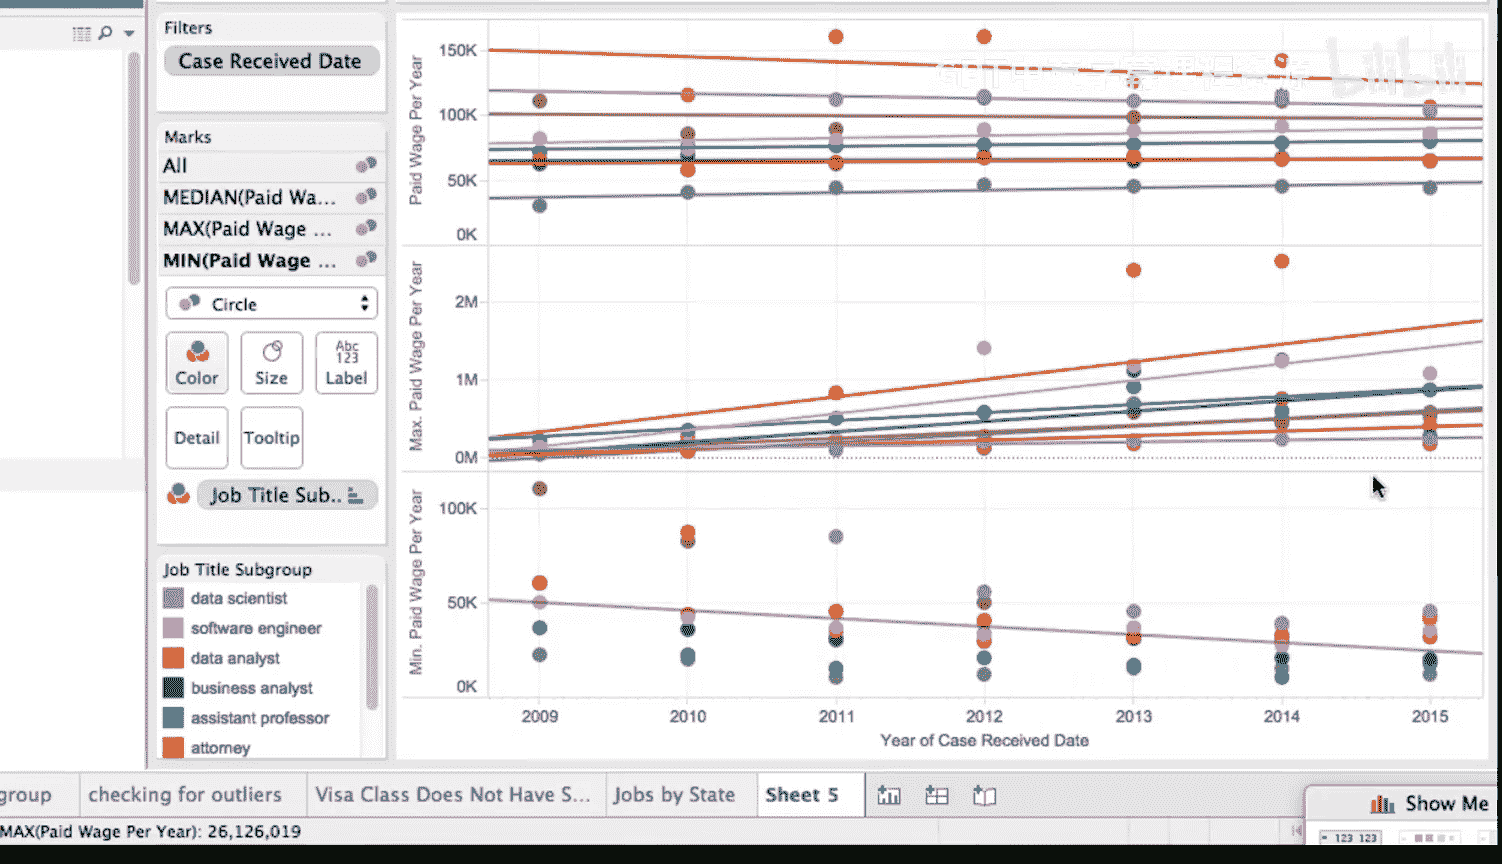 Filters
Case Received Date
Marks
All
MEDIAN(Paid Wa...
MAX(Paid Wage ...
MIN(Paid Wage ...
Circle
Color
Size
Abc
123
Label
Detail
Tooltip
Job Title Sub..
Job Title Subgroup
data scientist
software engineer
data analyst
business analyst
assistant professor
attorney
Paid Wage Per Year
150K
100K
50K
0K
Max. Paid Wage Per Year
2M
1M
0M
Min. Paid Wage Per Year
100K
50K
0K
2009
2010
2011
2012
2013
2014
2015
Year of Case Received Date
bilibili
group
checking for outliers
Visa Class Does Not Have S...
Jobs by State
Sheet 5
Show Me
123 123
MAX(Paid Wage Per Year): 26,126,019